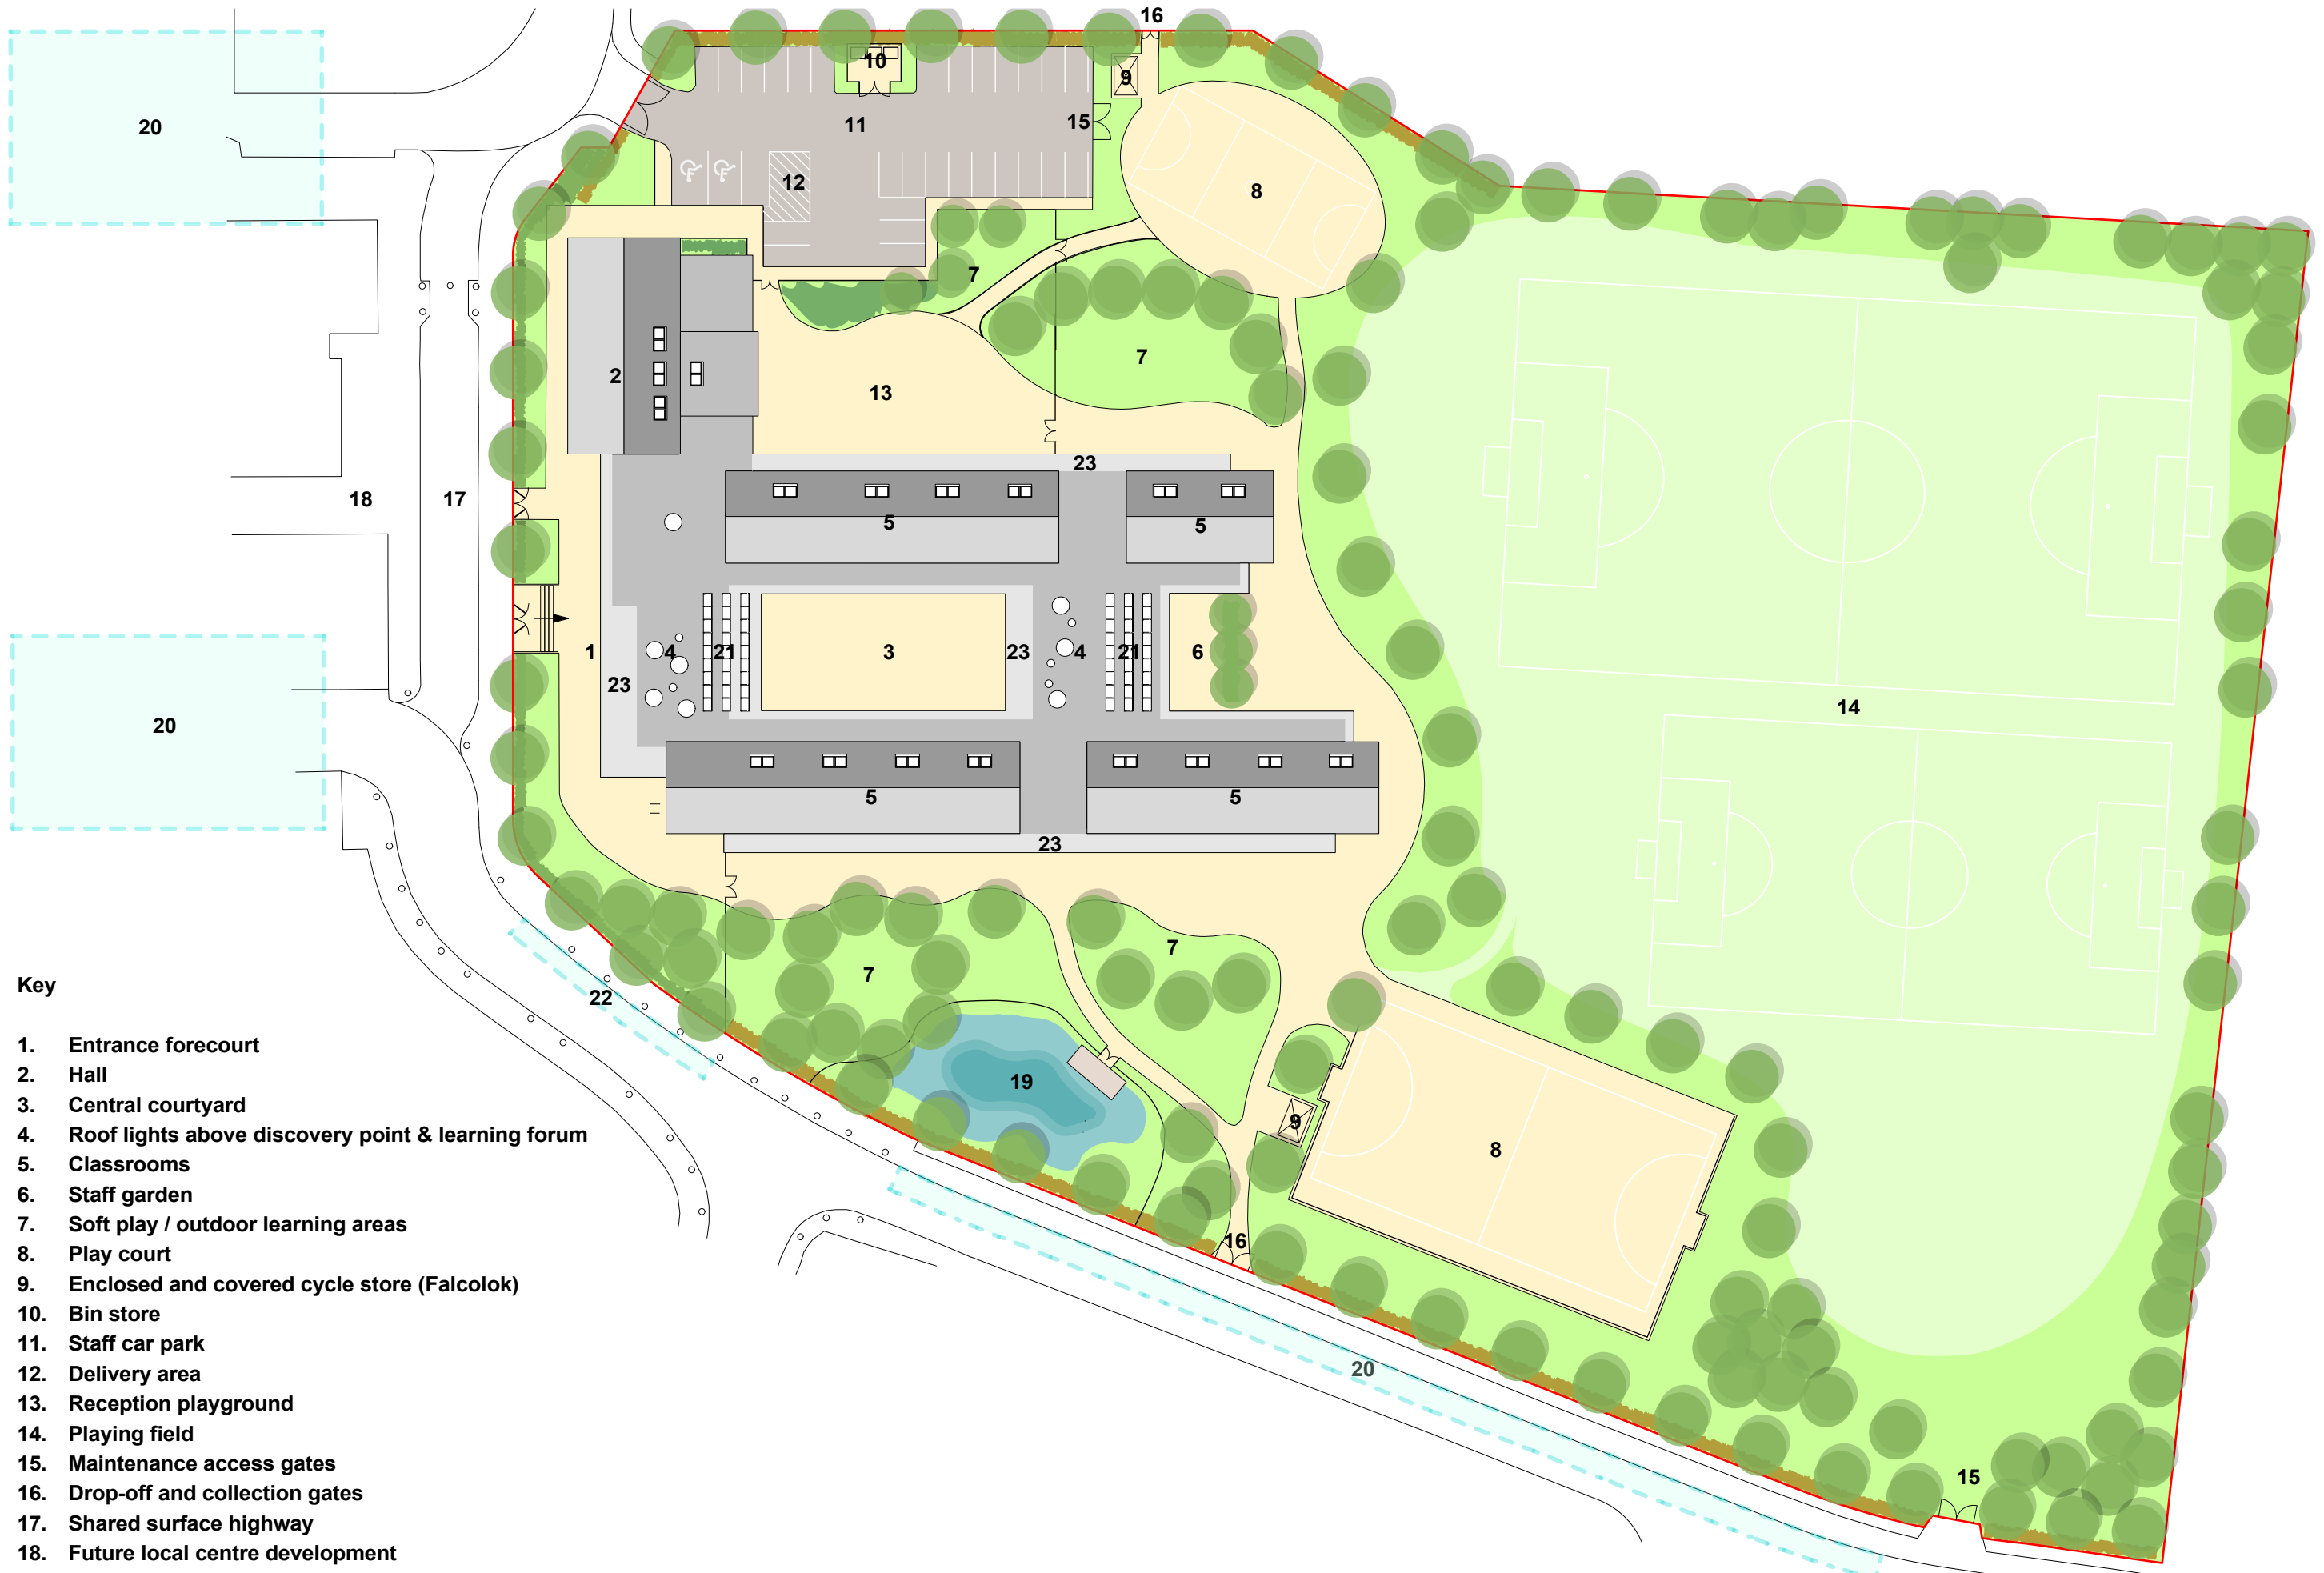 16
10
9
20
11
15
12
8
7
7
2
13
23
18
17
5
5
1
4
21
3
23
4
21
6
23
14
20
5
5
23
7
7
22
19
9
8
16
20
15
Key
1. Entrance forecourt
2. Hall
3. Central courtyard
4. Roof lights above discovery point & learning forum
5. Classrooms
6. Staff garden
7. Soft play / outdoor learning areas
8. Play court
9. Enclosed and covered cycle store (Falcolok)
10. Bin store
11. Staff car park
12. Delivery area
13. Reception playground
14. Playing field
15. Maintenance access gates
16. Drop-off and collection gates
17. Shared surface highway
18. Future local centre development